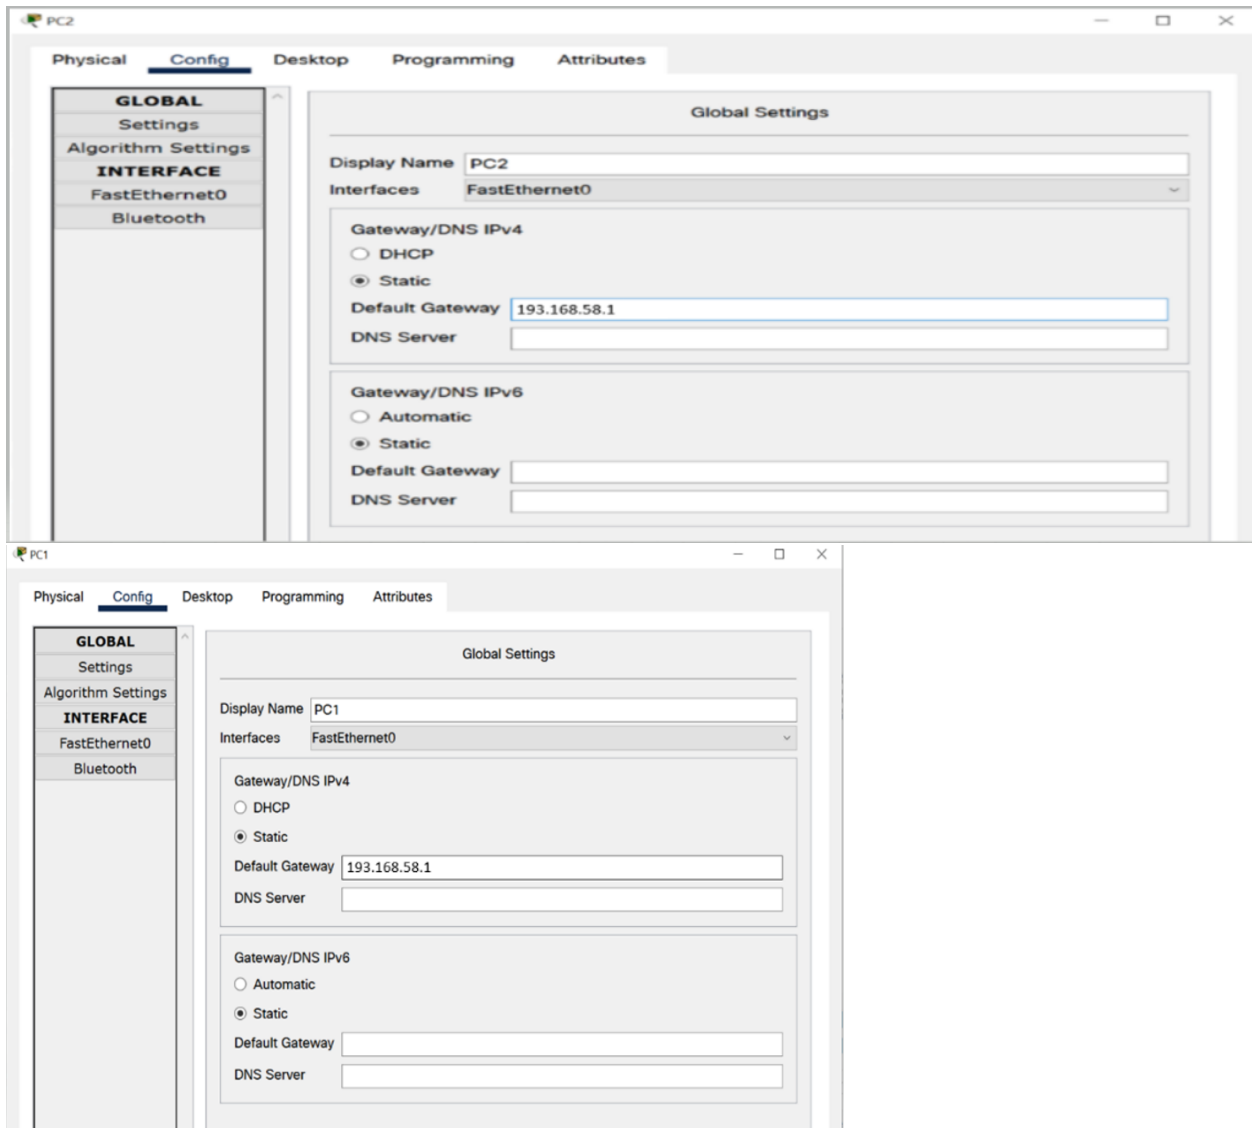 PC2
Physical Config Desktop Programming Attributes
GLOBAL
Settings
Algorithm Settings
INTERFACE
FastEthernet0
Bluetooth
Global Settings
Display Name PC2
Interfaces FastEthernet0
Gateway/DNS IPv4
DHCP
Static
Default Gateway 193.168.58.1
DNS Server
Gateway/DNS IPv6
Automatic
Static
Default Gateway
DNS Server
PC1
Physical Config Desktop Programming Attributes
GLOBAL
Settings
Algorithm Settings
INTERFACE
FastEthernet0
Bluetooth
Global Settings
Display Name PC1
Interfaces FastEthernet0
Gateway/DNS IPv4
DHCP
Static
Default Gateway 193.168.58.1
DNS Server
Gateway/DNS IPv6
Automatic
Static
Default Gateway
DNS Server